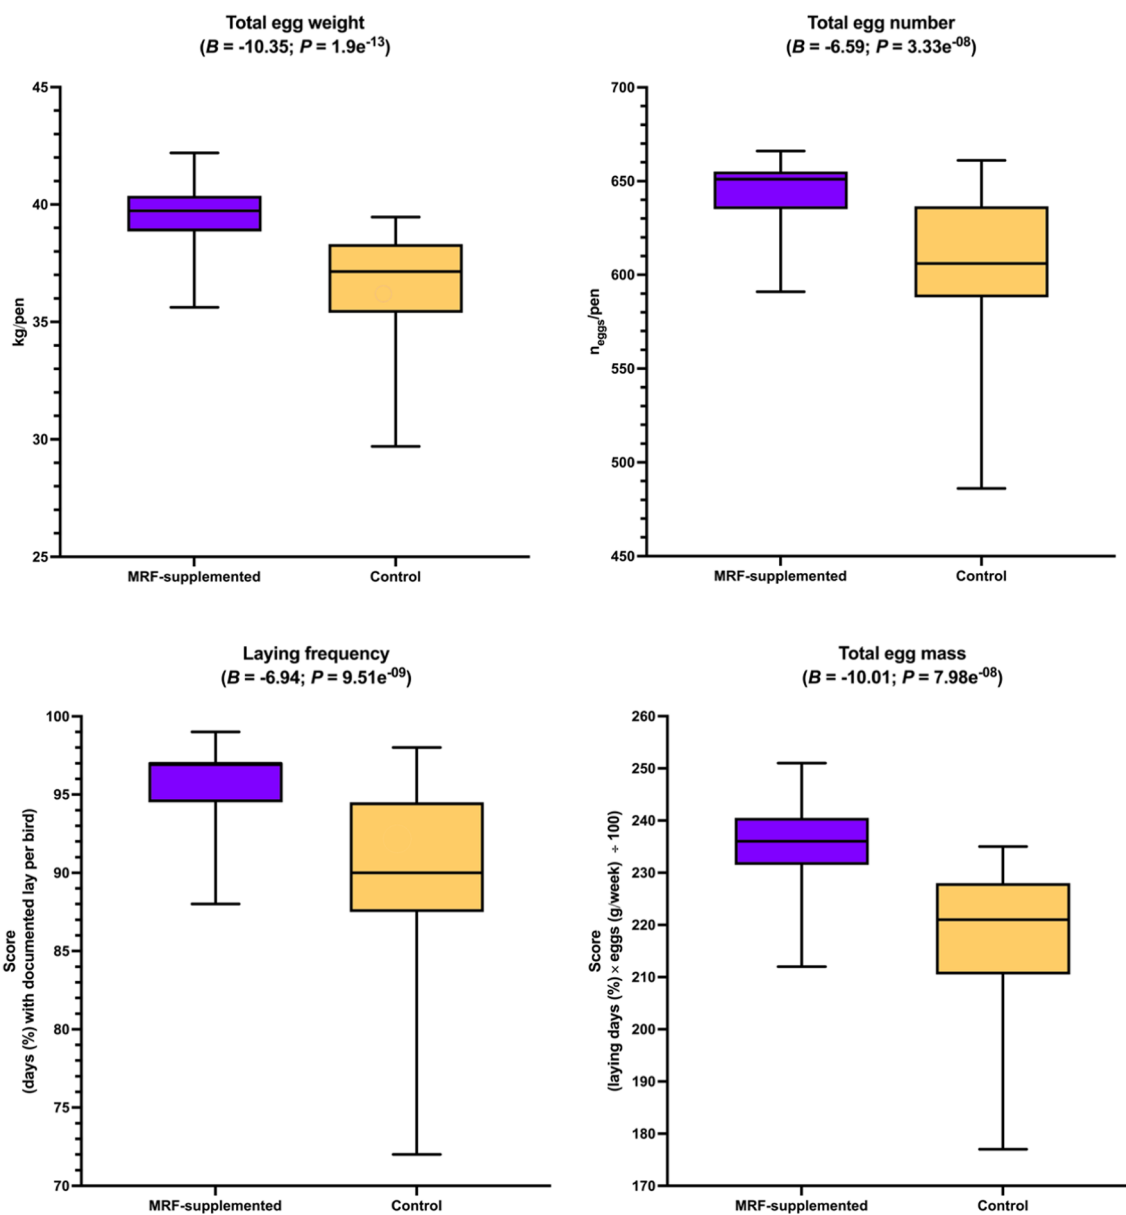 Total egg weight
(B = -10.35; P = 1.9e-13)
45
40
35
30
25
kg/pen
MRF-supplemented Control
Total egg number
(B = -6.59; P = 3.33e-08)
700
650
600
550
500
450
neggs/pen
MRF-supplemented Control
Laying frequency
(B = -6.94; P = 9.51e-09)
100
95
90
85
80
75
70
Score
(days (%) with documented lay per bird)
MRF-supplemented Control
Total egg mass
(B = -10.01; P = 7.98e-08)
260
250
240
230
220
210
200
190
180
170
Score
(laying days (%) × eggs (g/week) ÷ 100)
MRF-supplemented Control